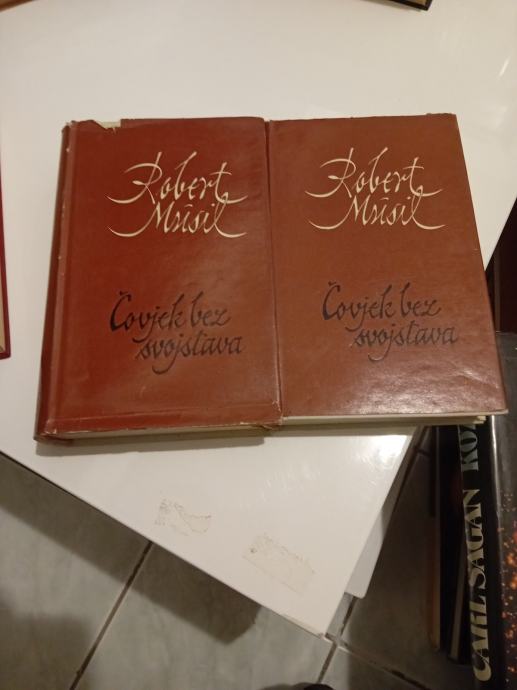 Robert
Musil
Čovjek bez
svojstava
Robert
Musil
Čovjek bez
svojstava
CARL SAGAN